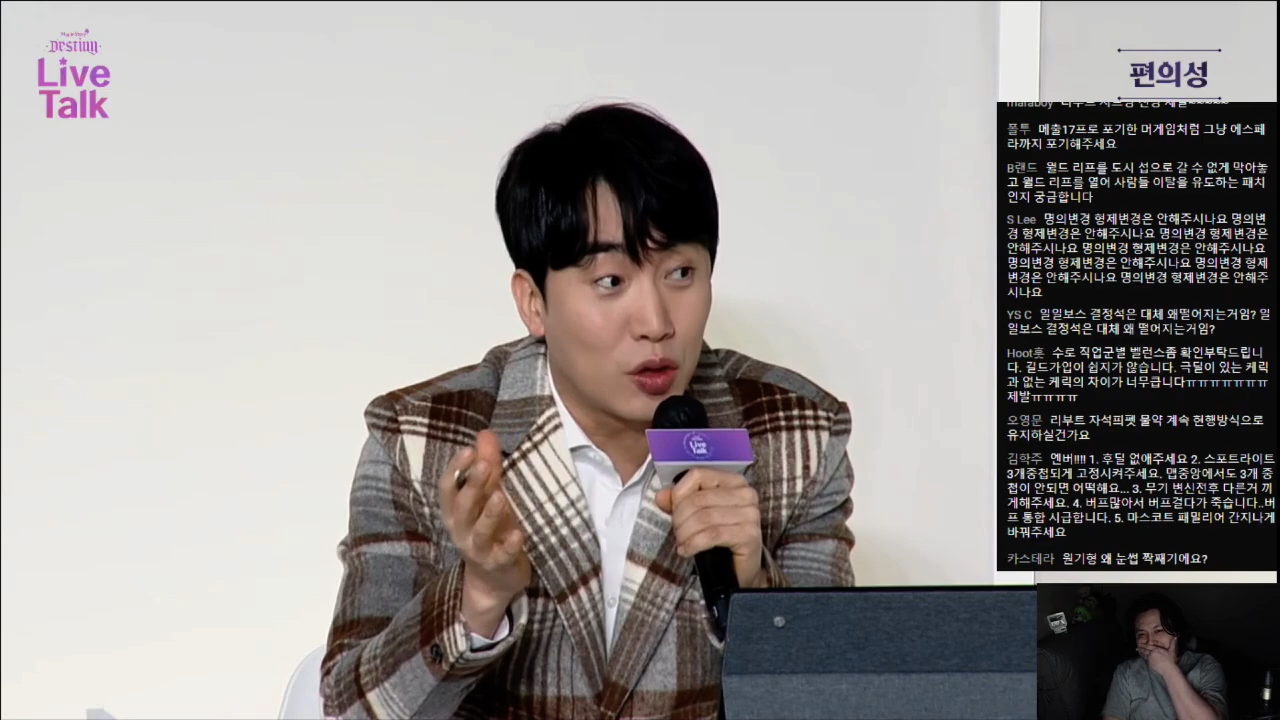 DESTINY
Live
Talk
편의성
폴투 메출17프로 포기한 머게임처럼 그냥 에스페
라까지 포기해주세요
B랜드 월드 리프를 도시 섭으로 갈 수 없게 막아놓
고 월드 리프를 열어 사람들 이탈을 유도하는 패치
인지 궁금합니다
S Lee 명의변경 형제변경은 안해주시나요 명의변
경 형제변경은 안해주시나요 명의변경 형제변경은
안해주시나요 명의변경 형제변경은 안해주시나요
명의변경 형제변경은 안해주시나요 명의변경 형제
변경은 안해주시나요 명의변경 형제변경은 안해주
시나요
YS C 일일보스 결정석은 대체 왜떨어지는거임? 일
일보스 결정석은 대체 왜 떨어지는거임?
Hoot훗 수로 직업군별 벨런스좀 확인부탁드립니
다. 길드가입이 쉽지가 않습니다. 극딜이 있는 케릭
과 없는 케릭의 차이가 너무큽니다ㅠㅠㅠㅠㅠㅠㅠ
제발ㅠㅠㅠㅠ
오영문 리부트 자석피펫 물약 계속 현행방식으로
유지하실건가요
김학주 엔버!!!! 1. 후딜 없애주세요 2. 스포트라이트
3개중첩되게 고정시켜주세요. 맵중앙에서도 3개 중
첩이 안되면 어떡해요... 3. 무기 변신전후 다른거 끼
게해주세요. 4. 버프많아서 버프걸다가 죽습니다..버
프 통합 시급합니다. 5. 마스코트 패밀리어 간지나게
바꿔주세요
카스테라 원기형 왜 눈썹 짝째기에요?
Live
Talk